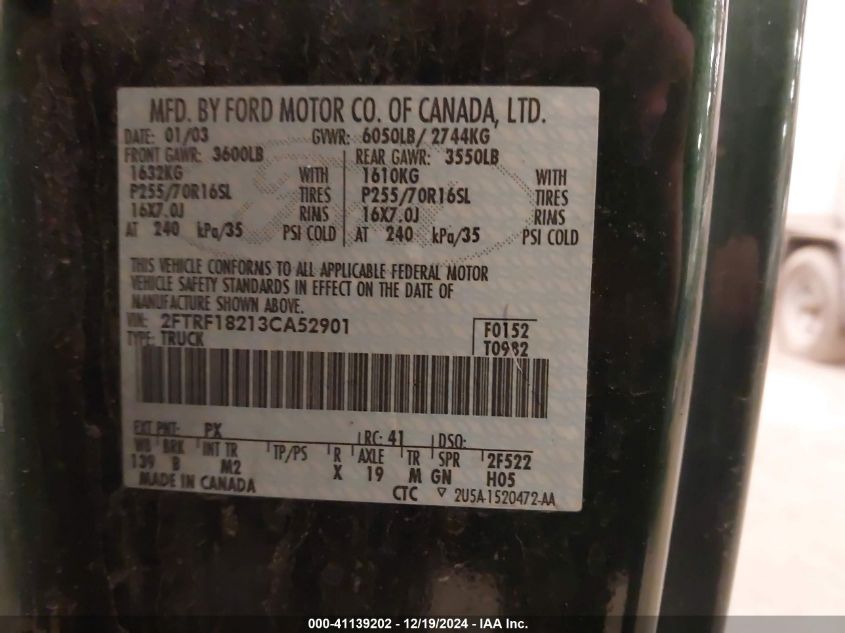 MFD. BY FORD MOTOR CO. OF CANADA, LTD.
DATE: 01/03 GVWR: 6050LB/ 2744KG
FRONT GAWR: 3600LB REAR GAWR: 3550LB
1632KG WITH 1610KG WITH
P255/70R16SL TIRES P255/70R16SL TIRES
16X7.0J RIMS 16X7.0J RIMS
AT 240 kPa/35 PSI COLD AT 240 kPa/35 PSI COLD
THIS VEHICLE CONFORMS TO ALL APPLICABLE FEDERAL MOTOR
VEHICLE SAFETY STANDARDS IN EFFECT ON THE DATE OF
MANUFACTURE SHOWN ABOVE.
VIN: 2FTRF18213CA52901 F0152
TYPE: TRUCK T0982
EXT PNT: PX RC: 41 DSO:
WB BRK INT TR TP/PS R AXLE TR SPR 2F522
139 B M2 X 19 M GN H05
MADE IN CANADA
CTC ▽ 2U5A-1520472-AA
000-41139202 - 12/19/2024 - IAA Inc.